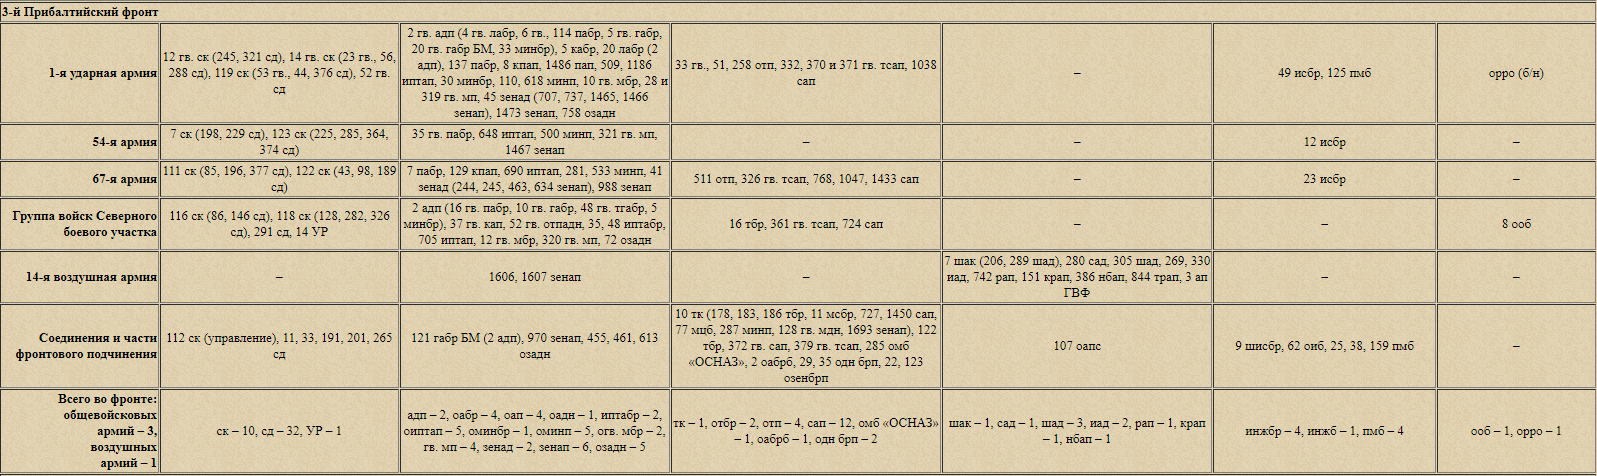 3-й Прибалтийский фронт
1-я ударная армия
12 гв. ск (245, 321 сд), 14 гв. ск (23 гв., 56,
288 сд), 119 ск (53 гв., 44, 376 сд), 52 гв.
сд
2 гв. адп (4 гв. лабр, 6 гв., 114 пабр, 5 гв. габр,
20 гв. габр БМ, 33 минбр), 5 кабр, 20 лабр (2
адп), 137 пабр, 8 кпап, 1486 пап, 509, 1186
иптап, 30 минбр, 110, 618 минп, 10 гв. мбр, 28 и
319 гв. мп, 45 зенад (707, 737, 1465, 1466
зенап), 1473 зенап, 758 озадн
33 гв., 51, 258 отп, 332, 370 и 371 гв. тсап, 1038
сап
–
49 исбр, 125 пмб
орро (б/н)
54-я армия
7 ск (198, 229 сд), 123 ск (225, 285, 364,
374 сд)
35 гв. пабр, 648 иптап, 500 минп, 321 гв. мп,
1467 зенап
–
–
12 исбр
–
67-я армия
111 ск (85, 196, 377 сд), 122 ск (43, 98, 189
сд)
7 пабр, 129 кпап, 690 иптап, 281, 533 минп, 41
зенад (244, 245, 463, 634 зенап), 988 зенап
511 отп, 326 гв. тсап, 768, 1047, 1433 сап
–
23 исбр
–
Группа войск Северного
боевого участка
116 ск (86, 146 сд), 118 ск (128, 282, 326
сд), 291 сд, 14 УР
2 адп (16 гв. пабр, 10 гв. габр, 48 гв. тгабр, 5
минбр), 37 гв. кап, 52 гв. отпадн, 35, 48 иптабр,
705 иптап, 12 гв. мбр, 320 гв. мп, 72 озадн
16 тбр, 361 гв. тсап, 724 сап
–
–
8 ооб
14-я воздушная армия
–
1606, 1607 зенап
–
7 шак (206, 289 шад), 280 сад, 305 шад, 269, 330
иад, 742 рап, 151 крап, 386 нбап, 844 трап, 3 ап
ГВФ
–
–
Соединения и части
фронтового подчинения
112 ск (управление), 11, 33, 191, 201, 265
сд
121 габр БМ (2 адп), 970 зенап, 455, 461, 613
озадн
10 тк (178, 183, 186 тбр, 11 мсбр, 727, 1450 сап,
77 мцб, 287 минп, 128 гв. мдн, 1693 зенап), 122
тбр, 372 гв. сап, 379 гв. тсап, 285 омб
«ОСНАЗ», 2 оабрб, 29, 35 одн брп, 22, 123
озенбрп
107 оапс
9 шисбр, 62 оиб, 25, 38, 159 пмб
–
Всего во фронте:
общевойсковых
армий – 3,
воздушных
армий – 1
ск – 10, сд – 32, УР – 1
адп – 2, оабр – 4, оап – 4, оадн – 1, иптабр – 2,
оиптап – 5, оминбр – 1, оминп – 5, огв. мбр – 2,
гв. мп – 4, зенад – 2, зенап – 6, озадн – 5
тк – 1, отбр – 2, отп – 4, сап – 12, омб «ОСНАЗ»
– 1, оабрб – 1, одн брп – 2
шак – 1, сад – 1, шад – 3, иад – 2, рап – 1, крап
– 1, нбап – 1
инжбр – 4, инжб – 1, пмб – 4
ооб – 1, орро – 1